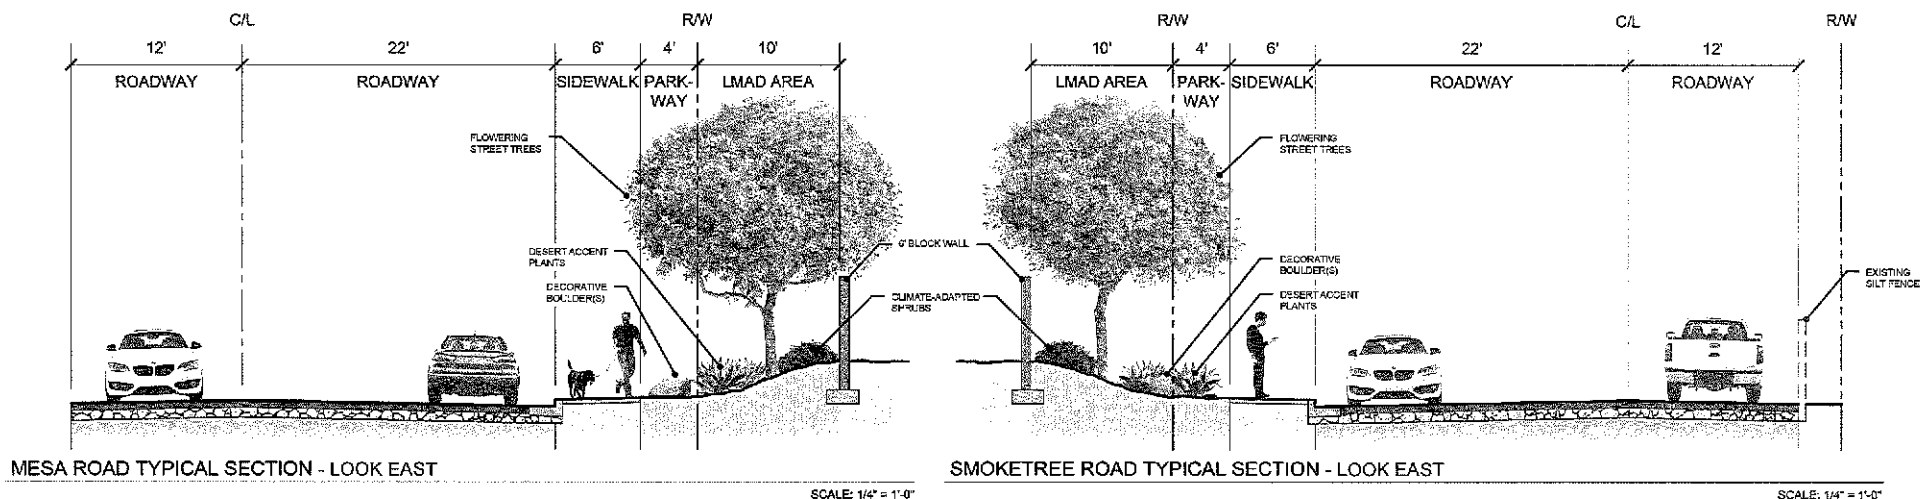 C/L
R/W
12'
22'
6'
4'
10'
ROADWAY
ROADWAY
SIDEWALK
PARK-
WAY
LMAD AREA
FLOWERING
STREET TREES
DESERT ACCENT
PLANTS
DECORATIVE
BOULDER(S)
6' BLOCK WALL
CLIMATE-ADAPTED
SHRUBS
MESA ROAD TYPICAL SECTION - LOOK EAST
SCALE: 1/4" = 1'-0"
R/W
C/L
R/W
10'
4'
6'
22'
12'
LMAD AREA
PARK-
WAY
SIDEWALK
ROADWAY
ROADWAY
FLOWERING
STREET TREES
DECORATIVE
BOULDER(S)
DESERT ACCENT
PLANTS
EXISTING
SILT FENCE
SMOKETREE ROAD TYPICAL SECTION - LOOK EAST
SCALE: 1/4" = 1'-0"